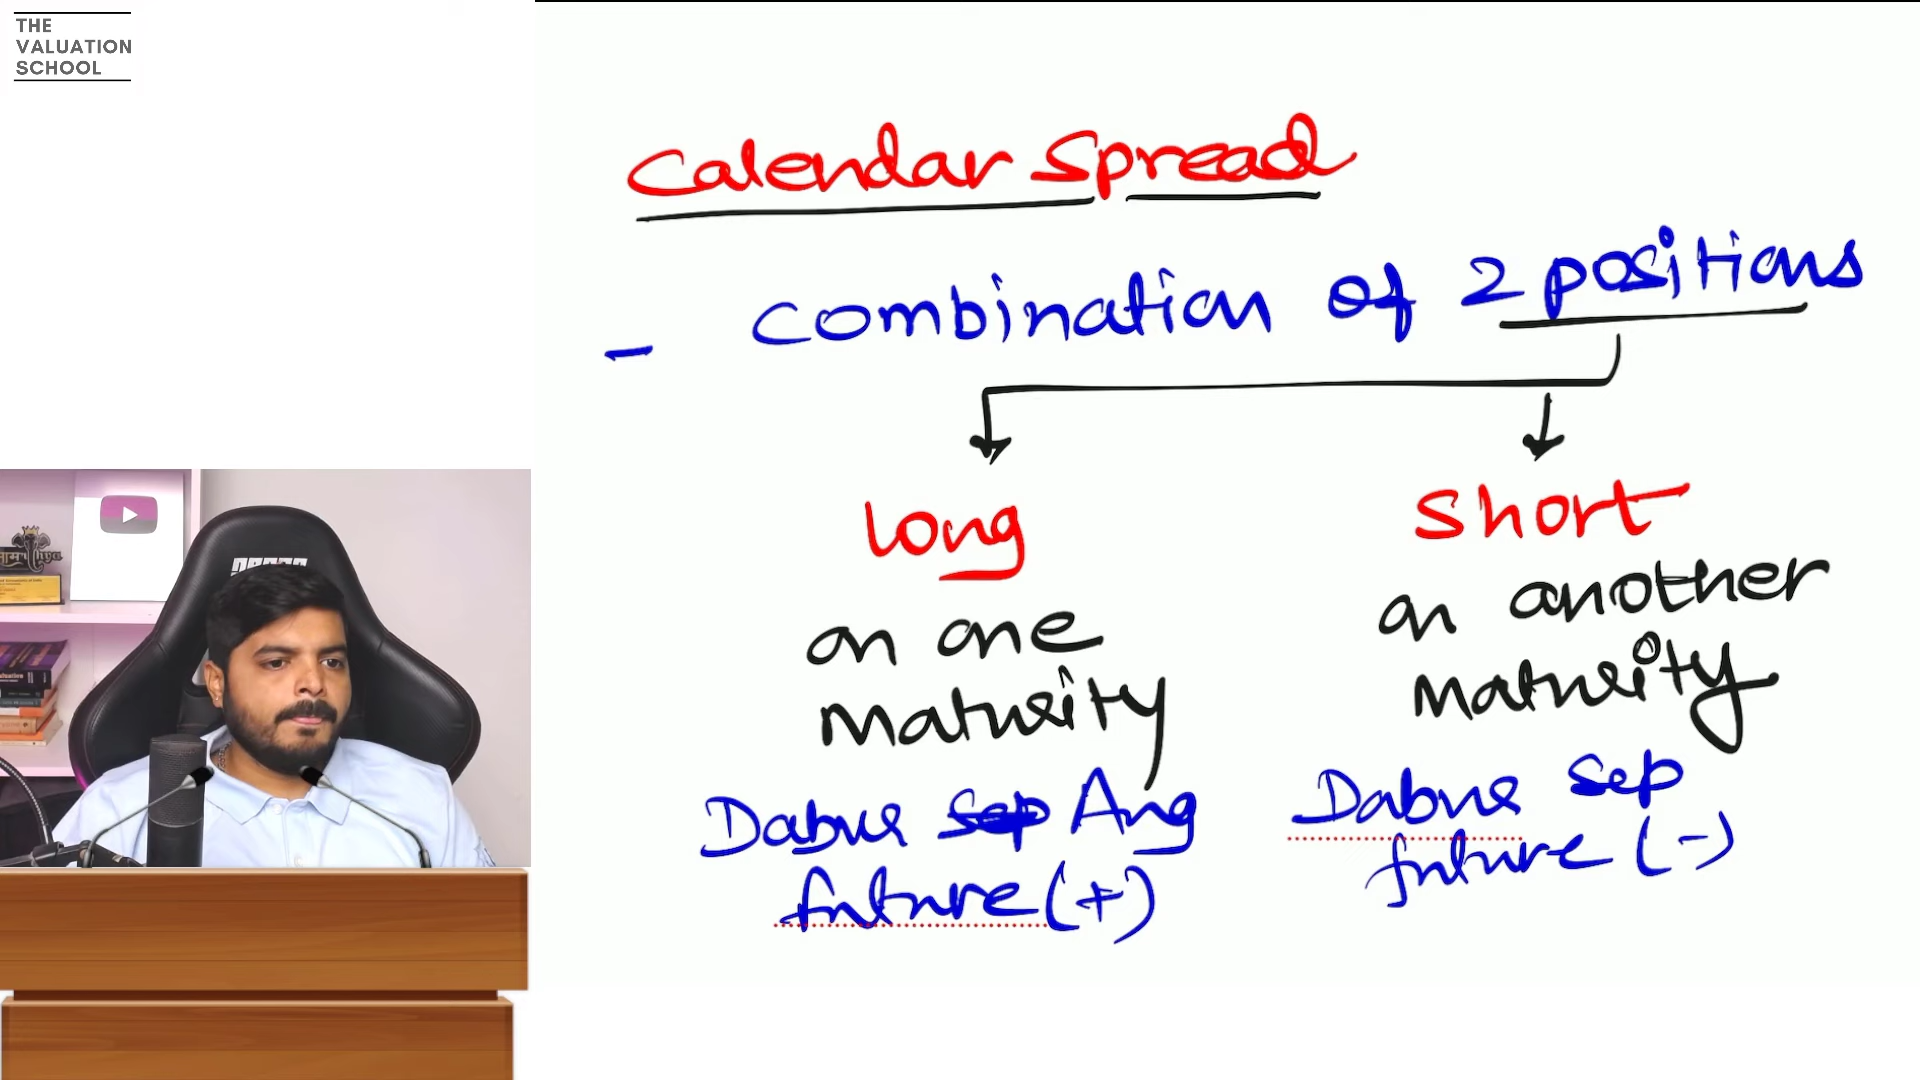 THE
VALUATION
SCHOOL
Calendar Spread
- Combination of 2 positions
long
on one
maturity
Dabur Sep Aug
future (+)
Short
on another
maturity
Dabur Sep
future (-)